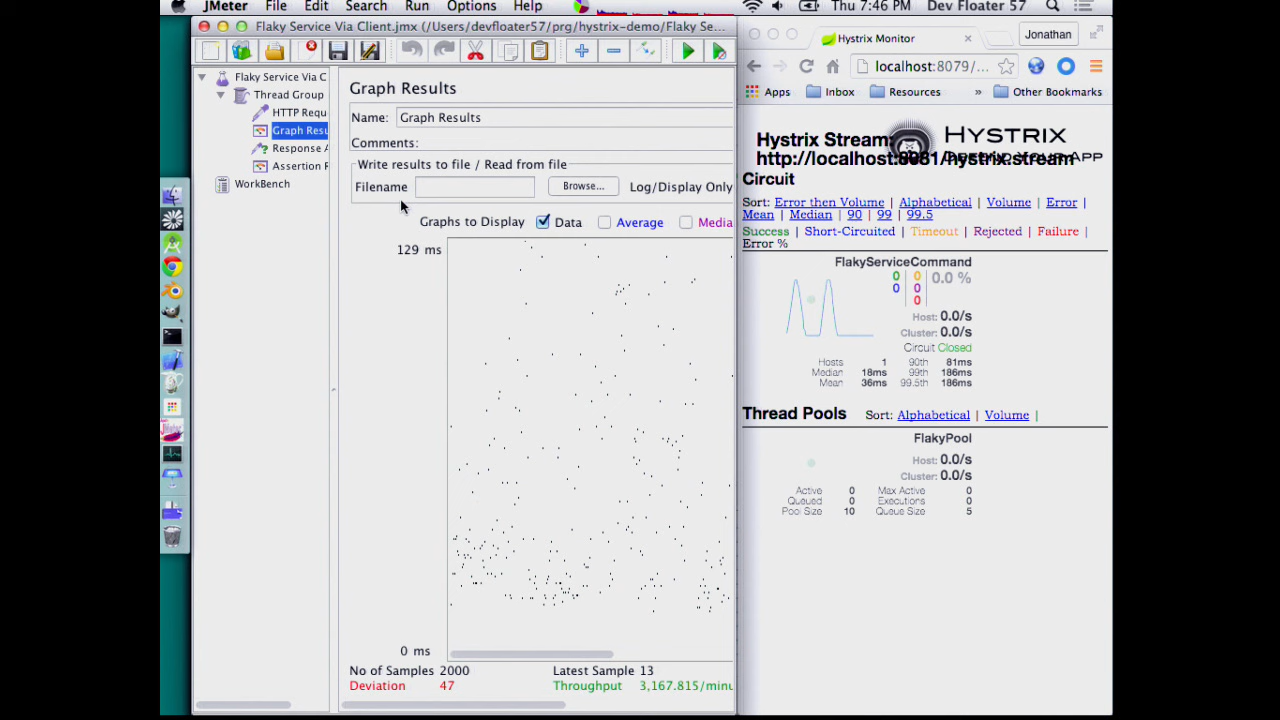 JMeter File Edit Search Run Options Help
Thu 7:46 PM Dev Floater 57
Flaky Service Via Client.jmx (/Users/devfloater57/prg/hystrix-demo/Flaky Se...
Flaky Service Via C
Thread Group
HTTP Requ
Graph Resu
Response A
Assertion R
WorkBench
Graph Results
Name: Graph Results
Comments:
Write results to file / Read from file
Filename
Browse...
Log/Display Only
Graphs to Display Data Average Media
129 ms
0 ms
No of Samples 2000
Latest Sample 13
Deviation 47
Throughput 3,167.815/minu
Hystrix Monitor
Jonathan
localhost:8079/...
Apps Inbox Resources » Other Bookmarks
Hystrix Stream:
http://localhost:8081/hystrix.stream
HYSTRIX
DEFEND YOUR APP
Circuit
Sort: Error then Volume | Alphabetical | Volume | Error |
Mean | Median | 90 | 99 | 99.5
Success | Short-Circuited | Timeout | Rejected | Failure |
Error %
FlakyServiceCommand
0 0 0.0 %
0 0
0
Host: 0.0/s
Cluster: 0.0/s
Circuit Closed
Hosts 1 90th 81ms
Median 18ms 99th 186ms
Mean 36ms 99.5th 186ms
Thread Pools Sort: Alphabetical | Volume |
FlakyPool
Host: 0.0/s
Cluster: 0.0/s
Active 0 Max Active 0
Queued 0 Executions 0
Pool Size 10 Queue Size 5